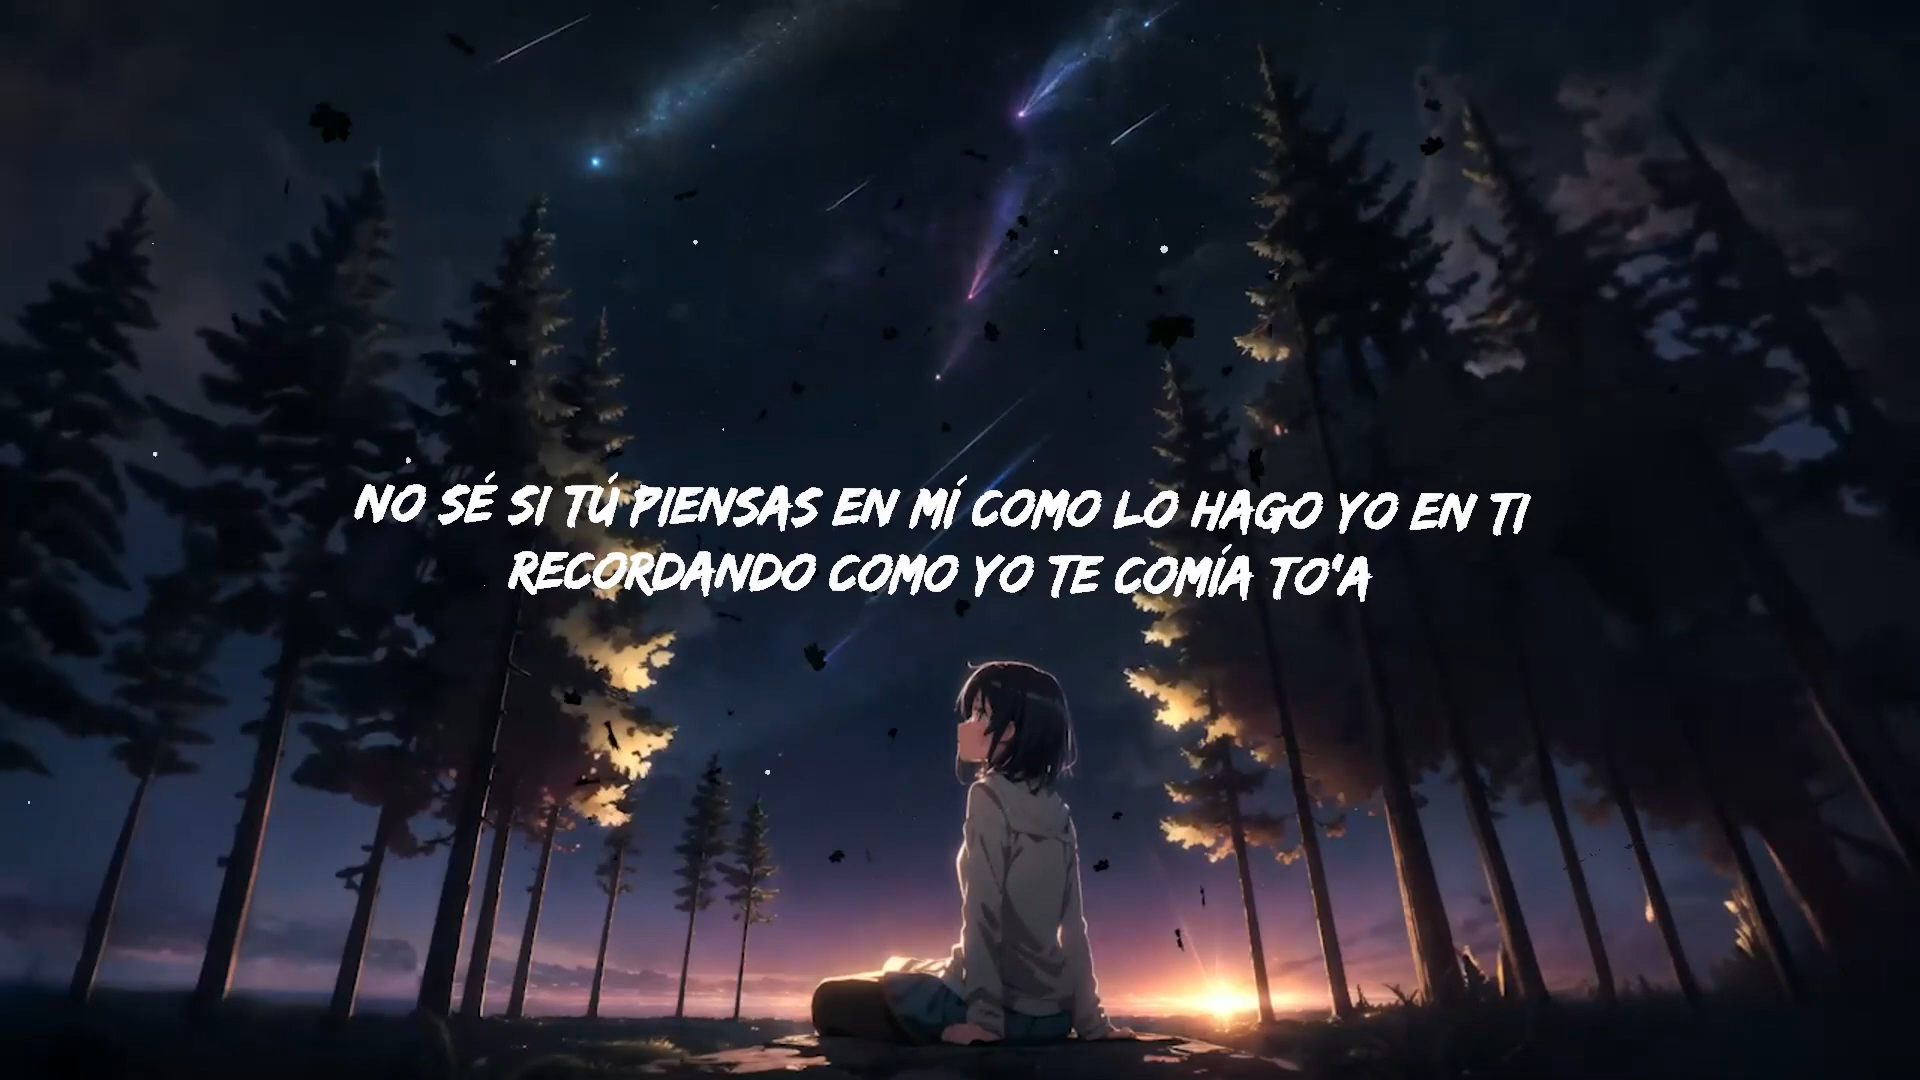 NO SÉ SI TÚ PIENSAS EN MÍ COMO LO HAGO YO EN TI
RECORDANDO COMO YO TE COMÍA TO'A